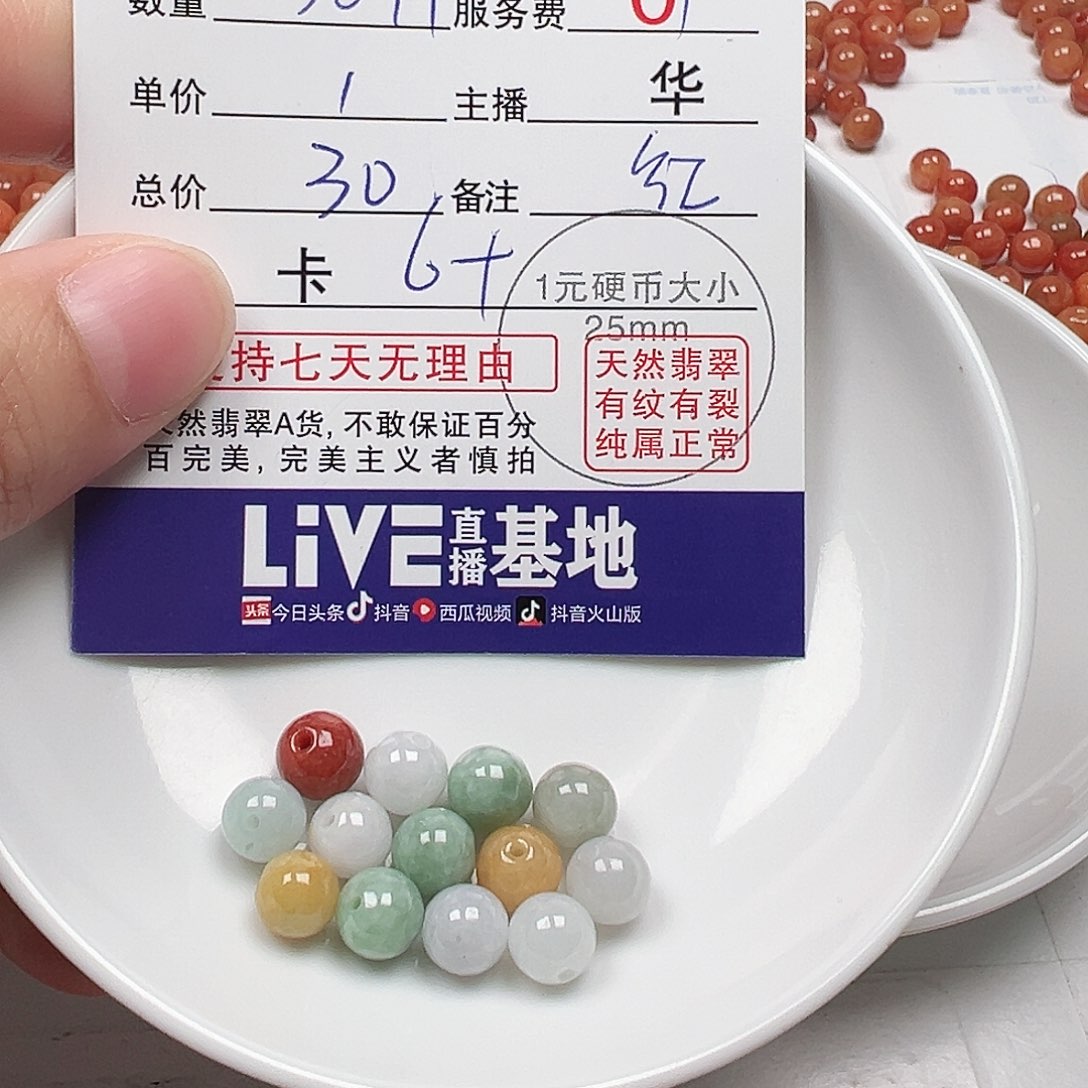 数量 服务费 0
单价 1 主播 华
总价 30 备注 红
卡 6+
1元硬币大小
25mm
持七天无理由
天然翡翠
有纹有裂
纯属正常
然翡翠A货,不敢保证百分
百完美,完美主义者慎拍
LiVE直播基地
头条 今日头条 抖音 西瓜视频 抖音火山版